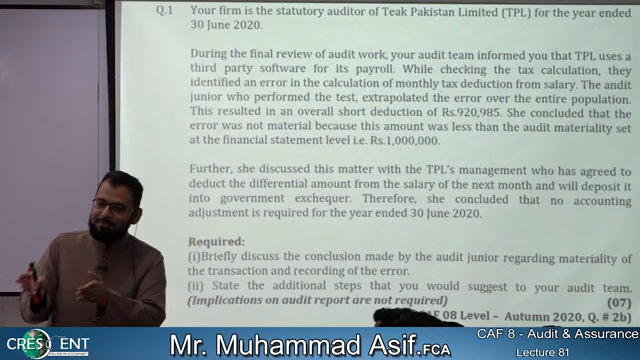 Q.1 Your firm is the statutory auditor of Teak Pakistan Limited (TPL) for the year ended
30 June 2020.
During the final review of audit work, your audit team informed you that TPL uses a
third party software for its payroll. While checking the tax calculation, they
identified an error in the calculation of monthly tax deduction from salary. The andit
junior who performed the test, extrapolated the error over the entire population.
This resulted in an overall short deduction of Rs.920,985. She concluded that
the error was not material because this amount was less than the audit materiality
set at the financial statement level i.e. Rs.1,000,000.
Further, she discussed this matter with the TPL's management who has agreed to
deduct the differential amount from the salary of the next month and will deposit it
into government exchequer. Therefore, she concluded that no accounting
adjustment is required for the year ended 30 June 2020.
Required:
(i)Briefly discuss the conclusion made by the audit junior regarding materiality of
the transaction and recording of the error.
(ii) State the additional steps that you would suggest to your audit team.
(Implications on audit report are not required) (07)
08 Level – Autumn 2020, Q. # 2b)
CRESCENT
COLLEGE OF ACCOUNTANCY
Mr. Muhammad Asif.FCA
CAF 8 - Audit & Assurance
Lecture 81